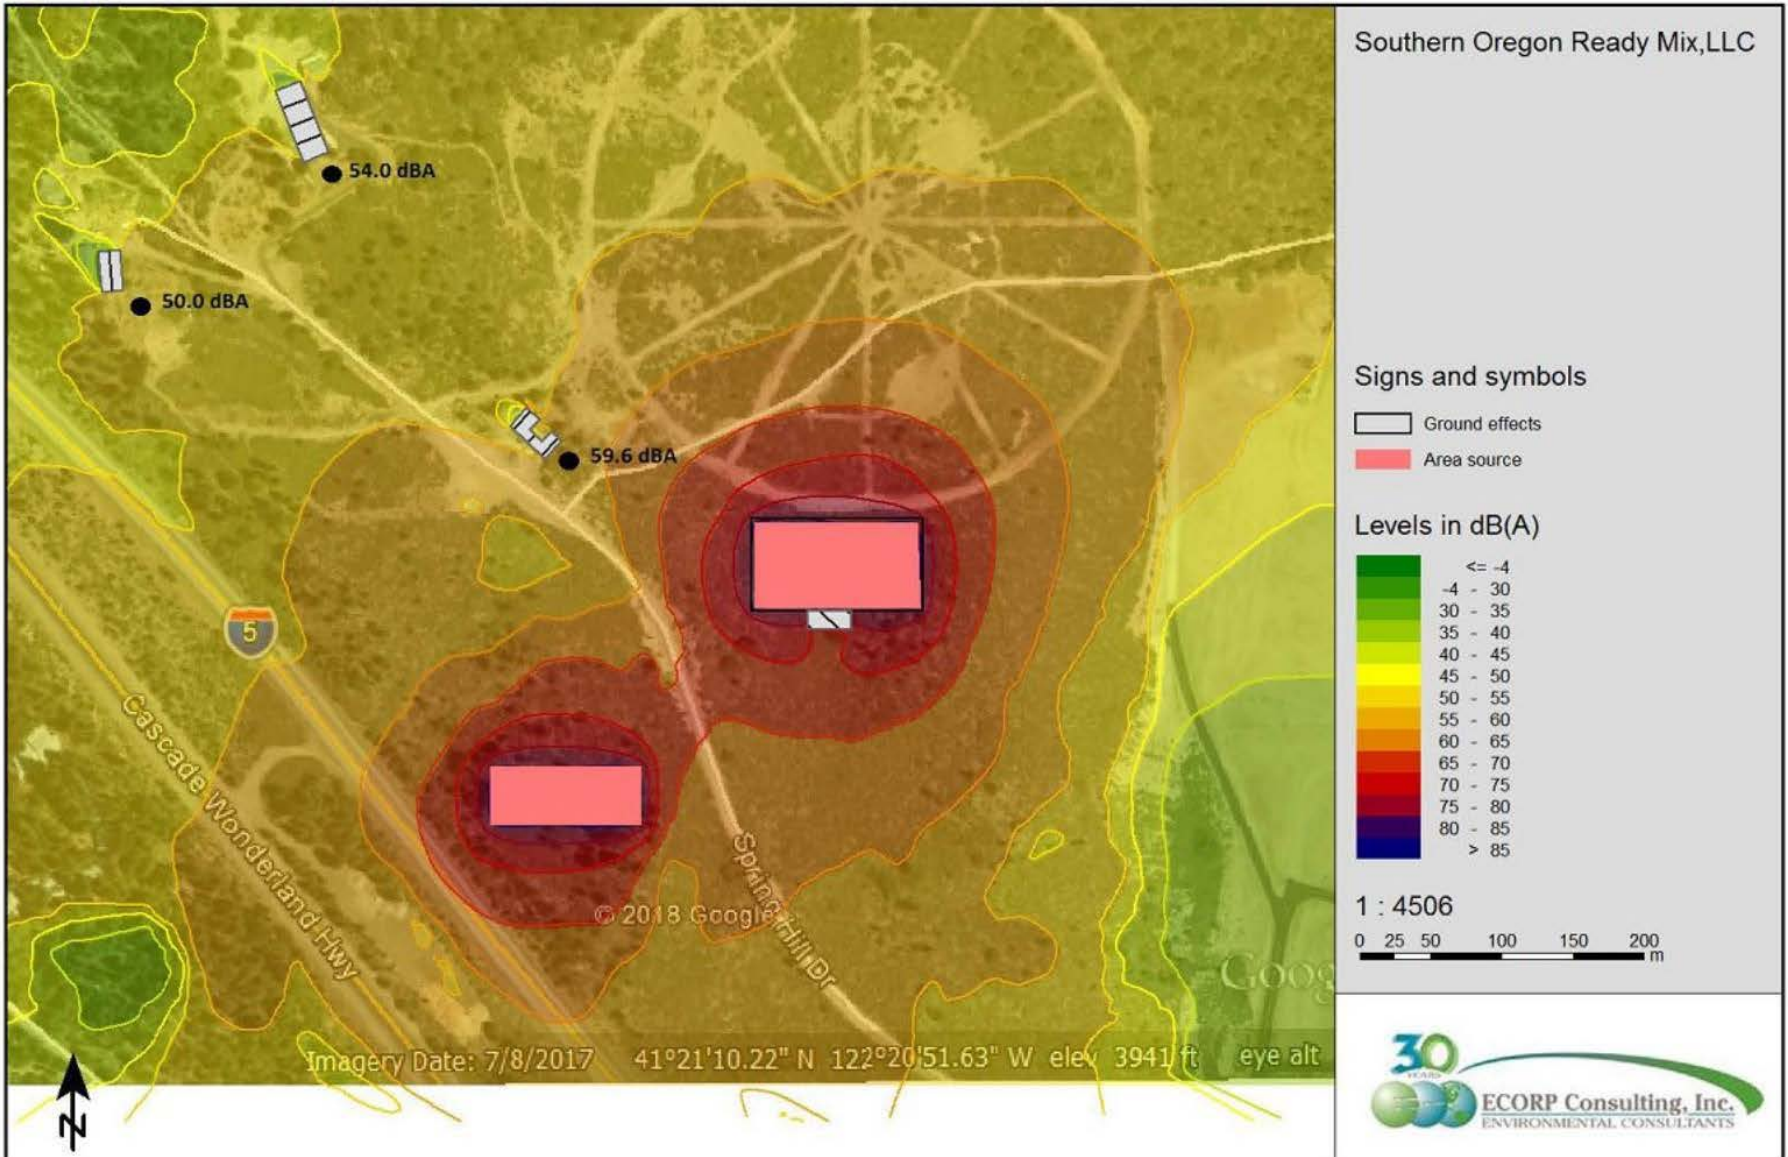 54.0 dBA
50.0 dBA
59.6 dBA
5
Cascade Wonderland Hwy
Spring Hill Dr
© 2018 Google
Goog
Imagery Date: 7/8/2017 41°21'10.22" N 122°20'51.63" W elev 3941 ft eye alt
N
Southern Oregon Ready Mix,LLC
Signs and symbols
Ground effects
Area source
Levels in dB(A)
<= -4
-4 - 30
30 - 35
35 - 40
40 - 45
45 - 50
50 - 55
55 - 60
60 - 65
65 - 70
70 - 75
75 - 80
80 - 85
> 85
1 : 4506
0 25 50 100 150 200
m
30
YEARS
ECORP Consulting, Inc.
ENVIRONMENTAL CONSULTANTS